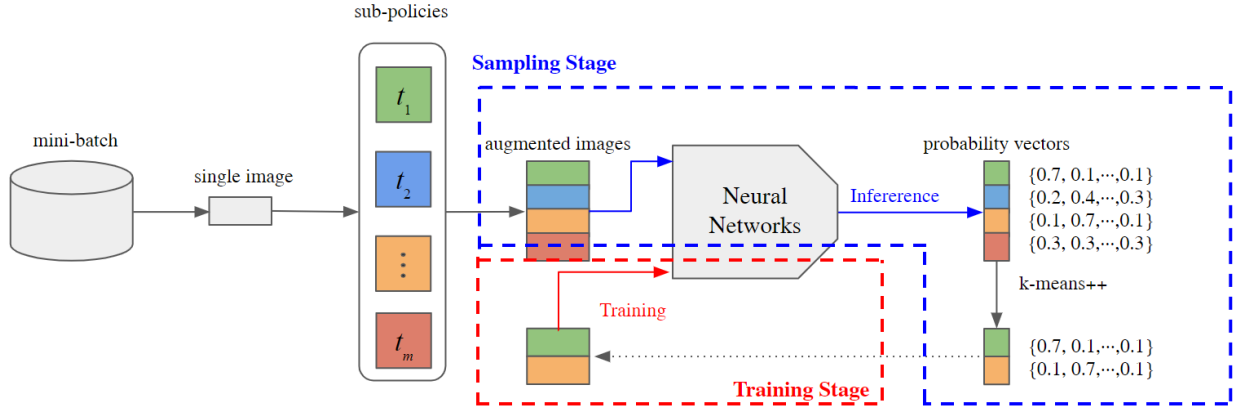 sub-policies
Sampling Stage
t1
mini-batch
augmented images
probability vectors
single image
t2
Neural
Networks
Infererence
{0.7, 0.1,⋯,0.1}
{0.2, 0.4,⋯,0.3}
{0.1, 0.7,⋯,0.1}
{0.3, 0.3,⋯,0.3}
⋮
k-means++
Training
tm
{0.7, 0.1,⋯,0.1}
{0.1, 0.7,⋯,0.1}
Training Stage